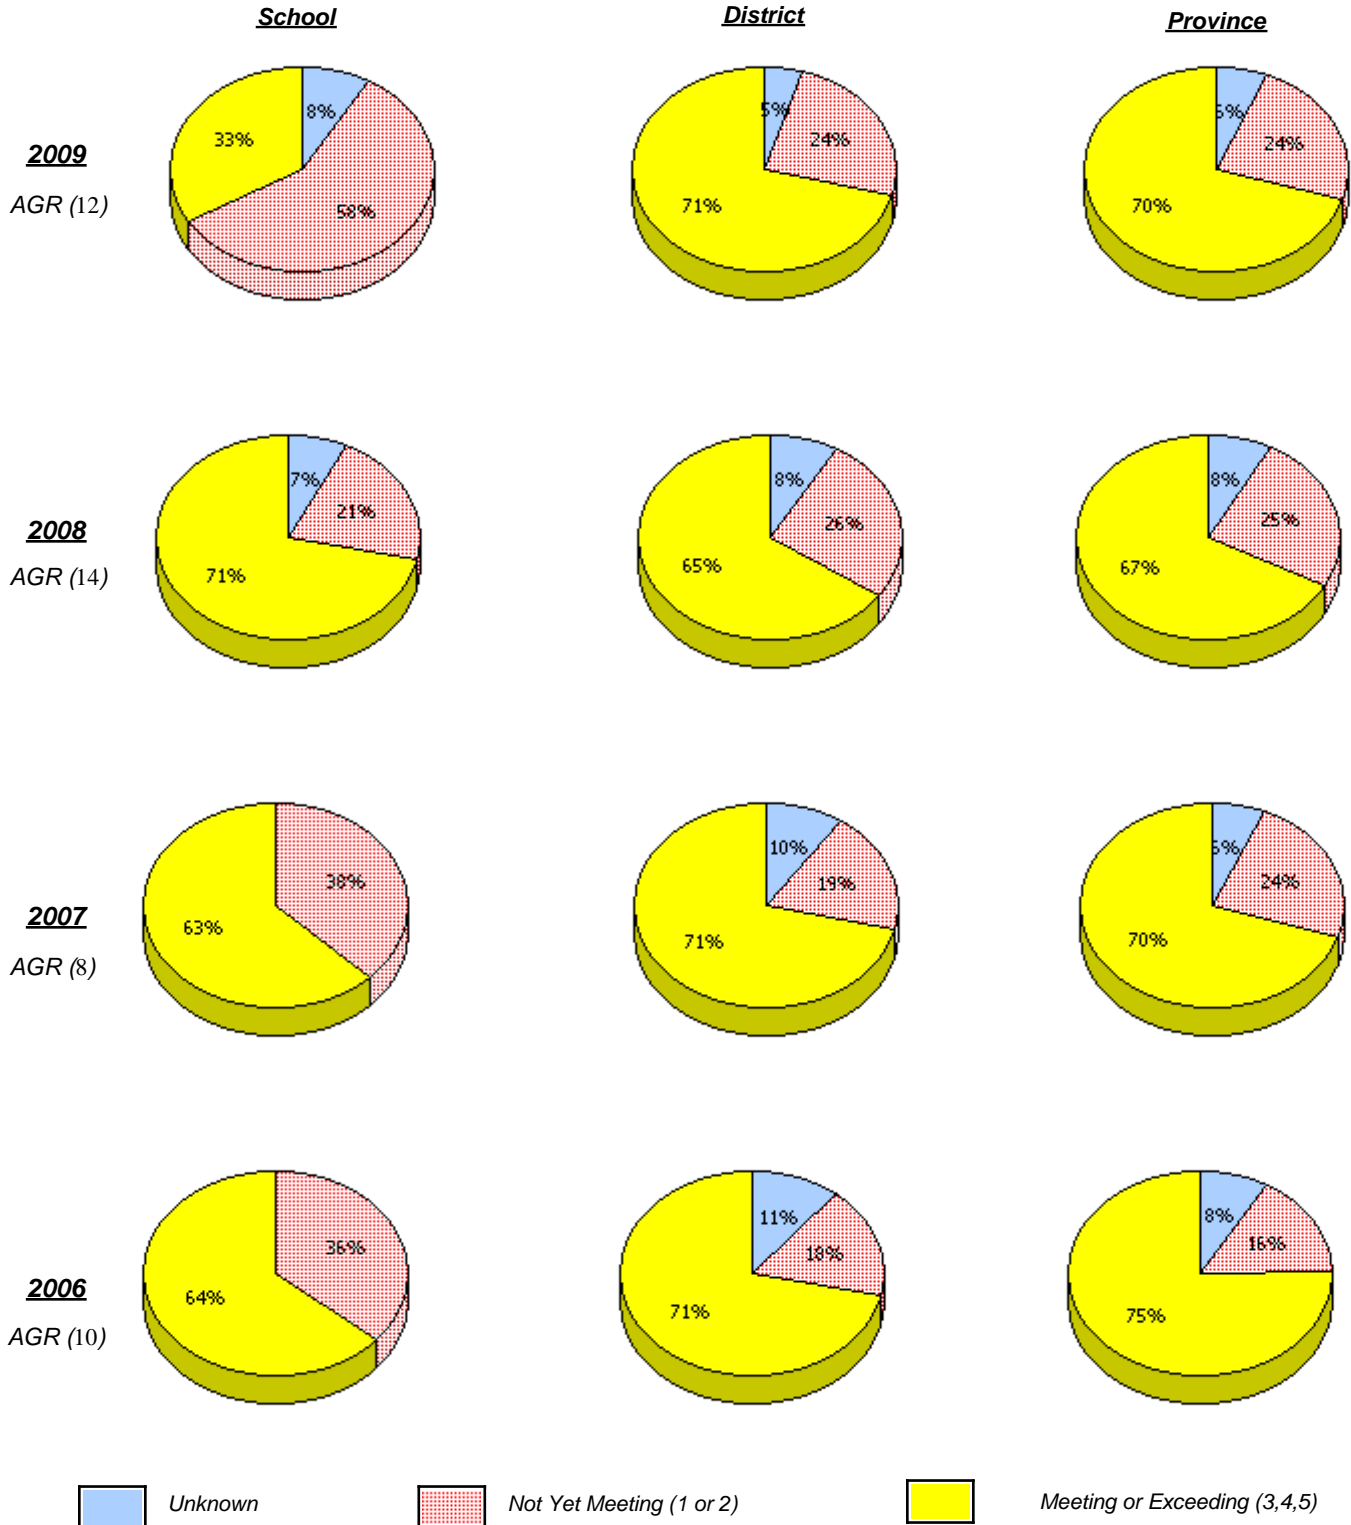 School District Province
8% 5% 6%
33% 24% 24%
2009
AGR (12)
58% 71% 70%
7% 8% 8%
21% 26% 25%
2008
AGR (14)
71% 65% 67%
38% 10% 6%
19% 24%
2007
63% 71% 70%
AGR (8)
36% 11% 8%
18% 16%
2006
64% 71% 75%
AGR (10)
Unknown Not Yet Meeting (1 or 2) Meeting or Exceeding (3,4,5)